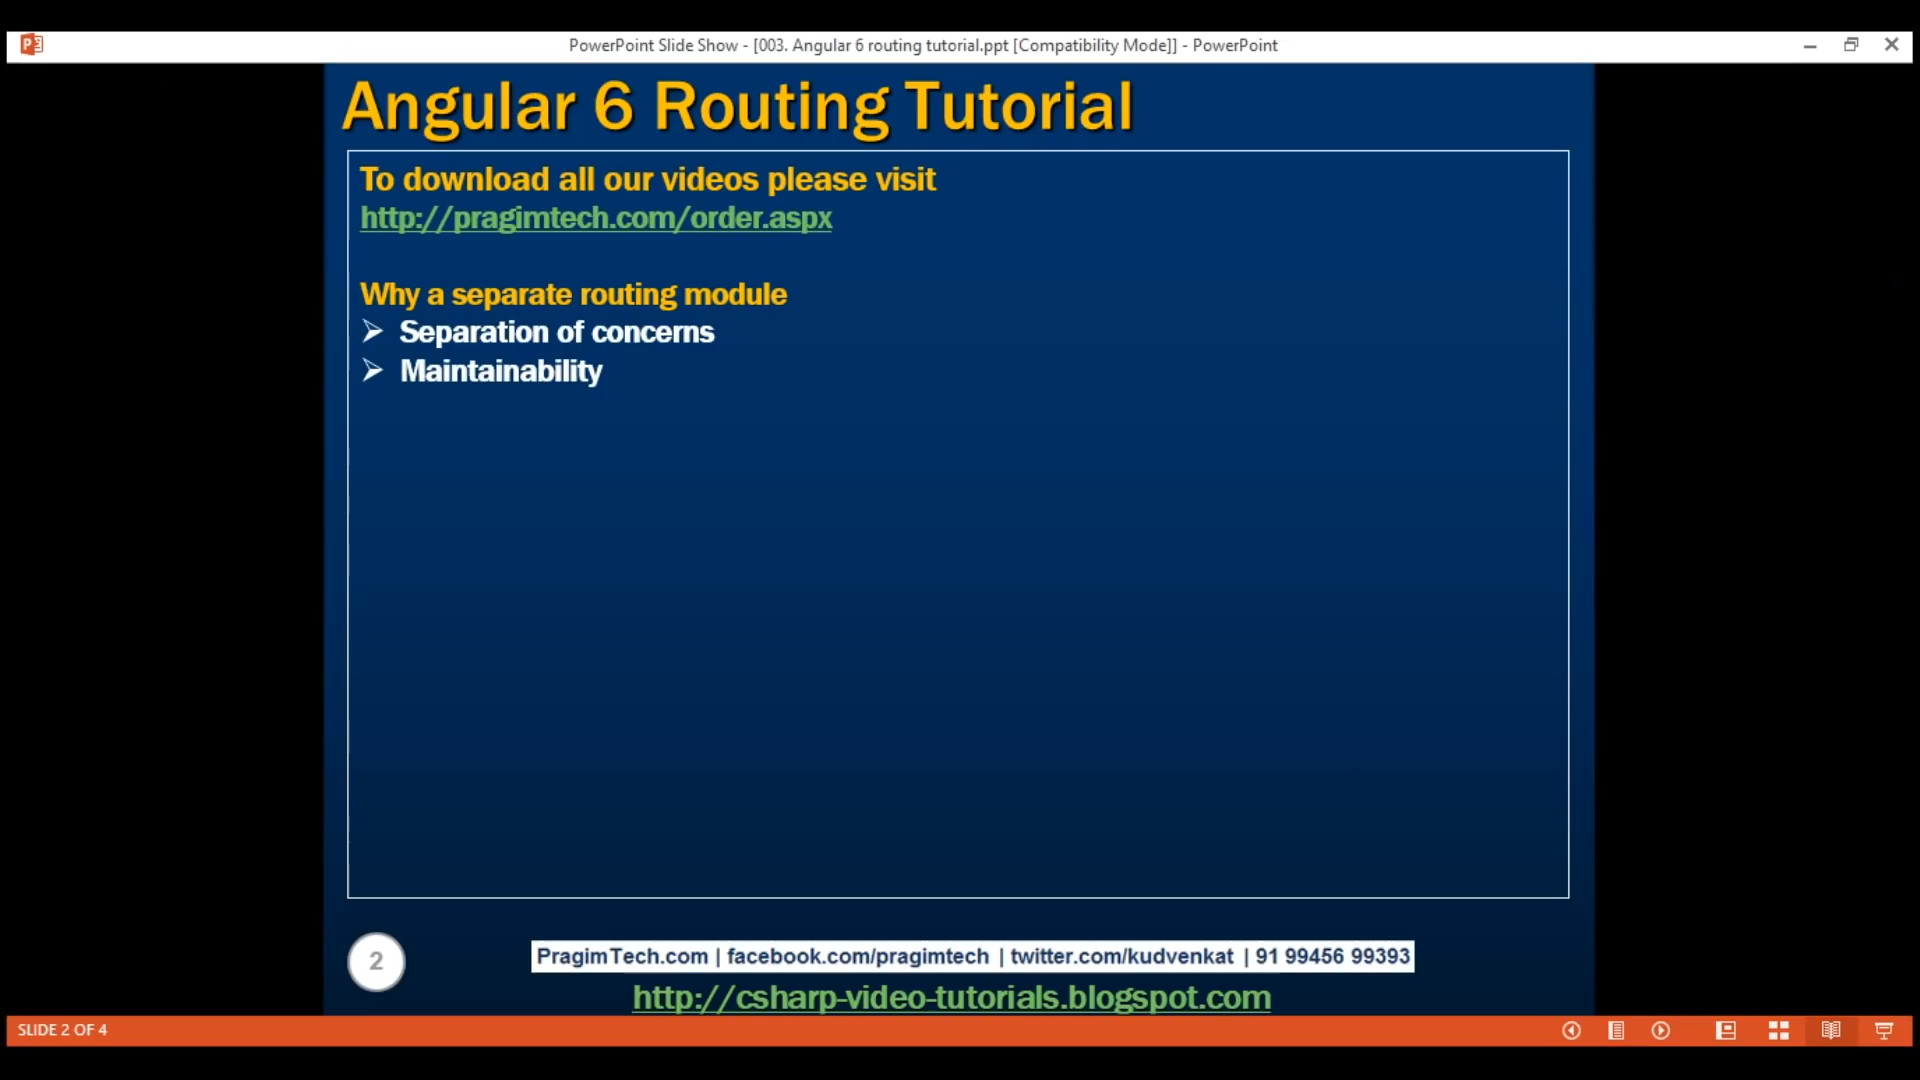 PowerPoint Slide Show - [003. Angular 6 routing tutorial.ppt [Compatibility Mode]] - PowerPoint
Angular 6 Routing Tutorial
To download all our videos please visit
http://pragimtech.com/order.aspx
Why a separate routing module
➢ Separation of concerns
➢ Maintainability
2
PragimTech.com | facebook.com/pragimtech | twitter.com/kudvenkat | 91 99456 99393
http://csharp-video-tutorials.blogspot.com
SLIDE 2 OF 4